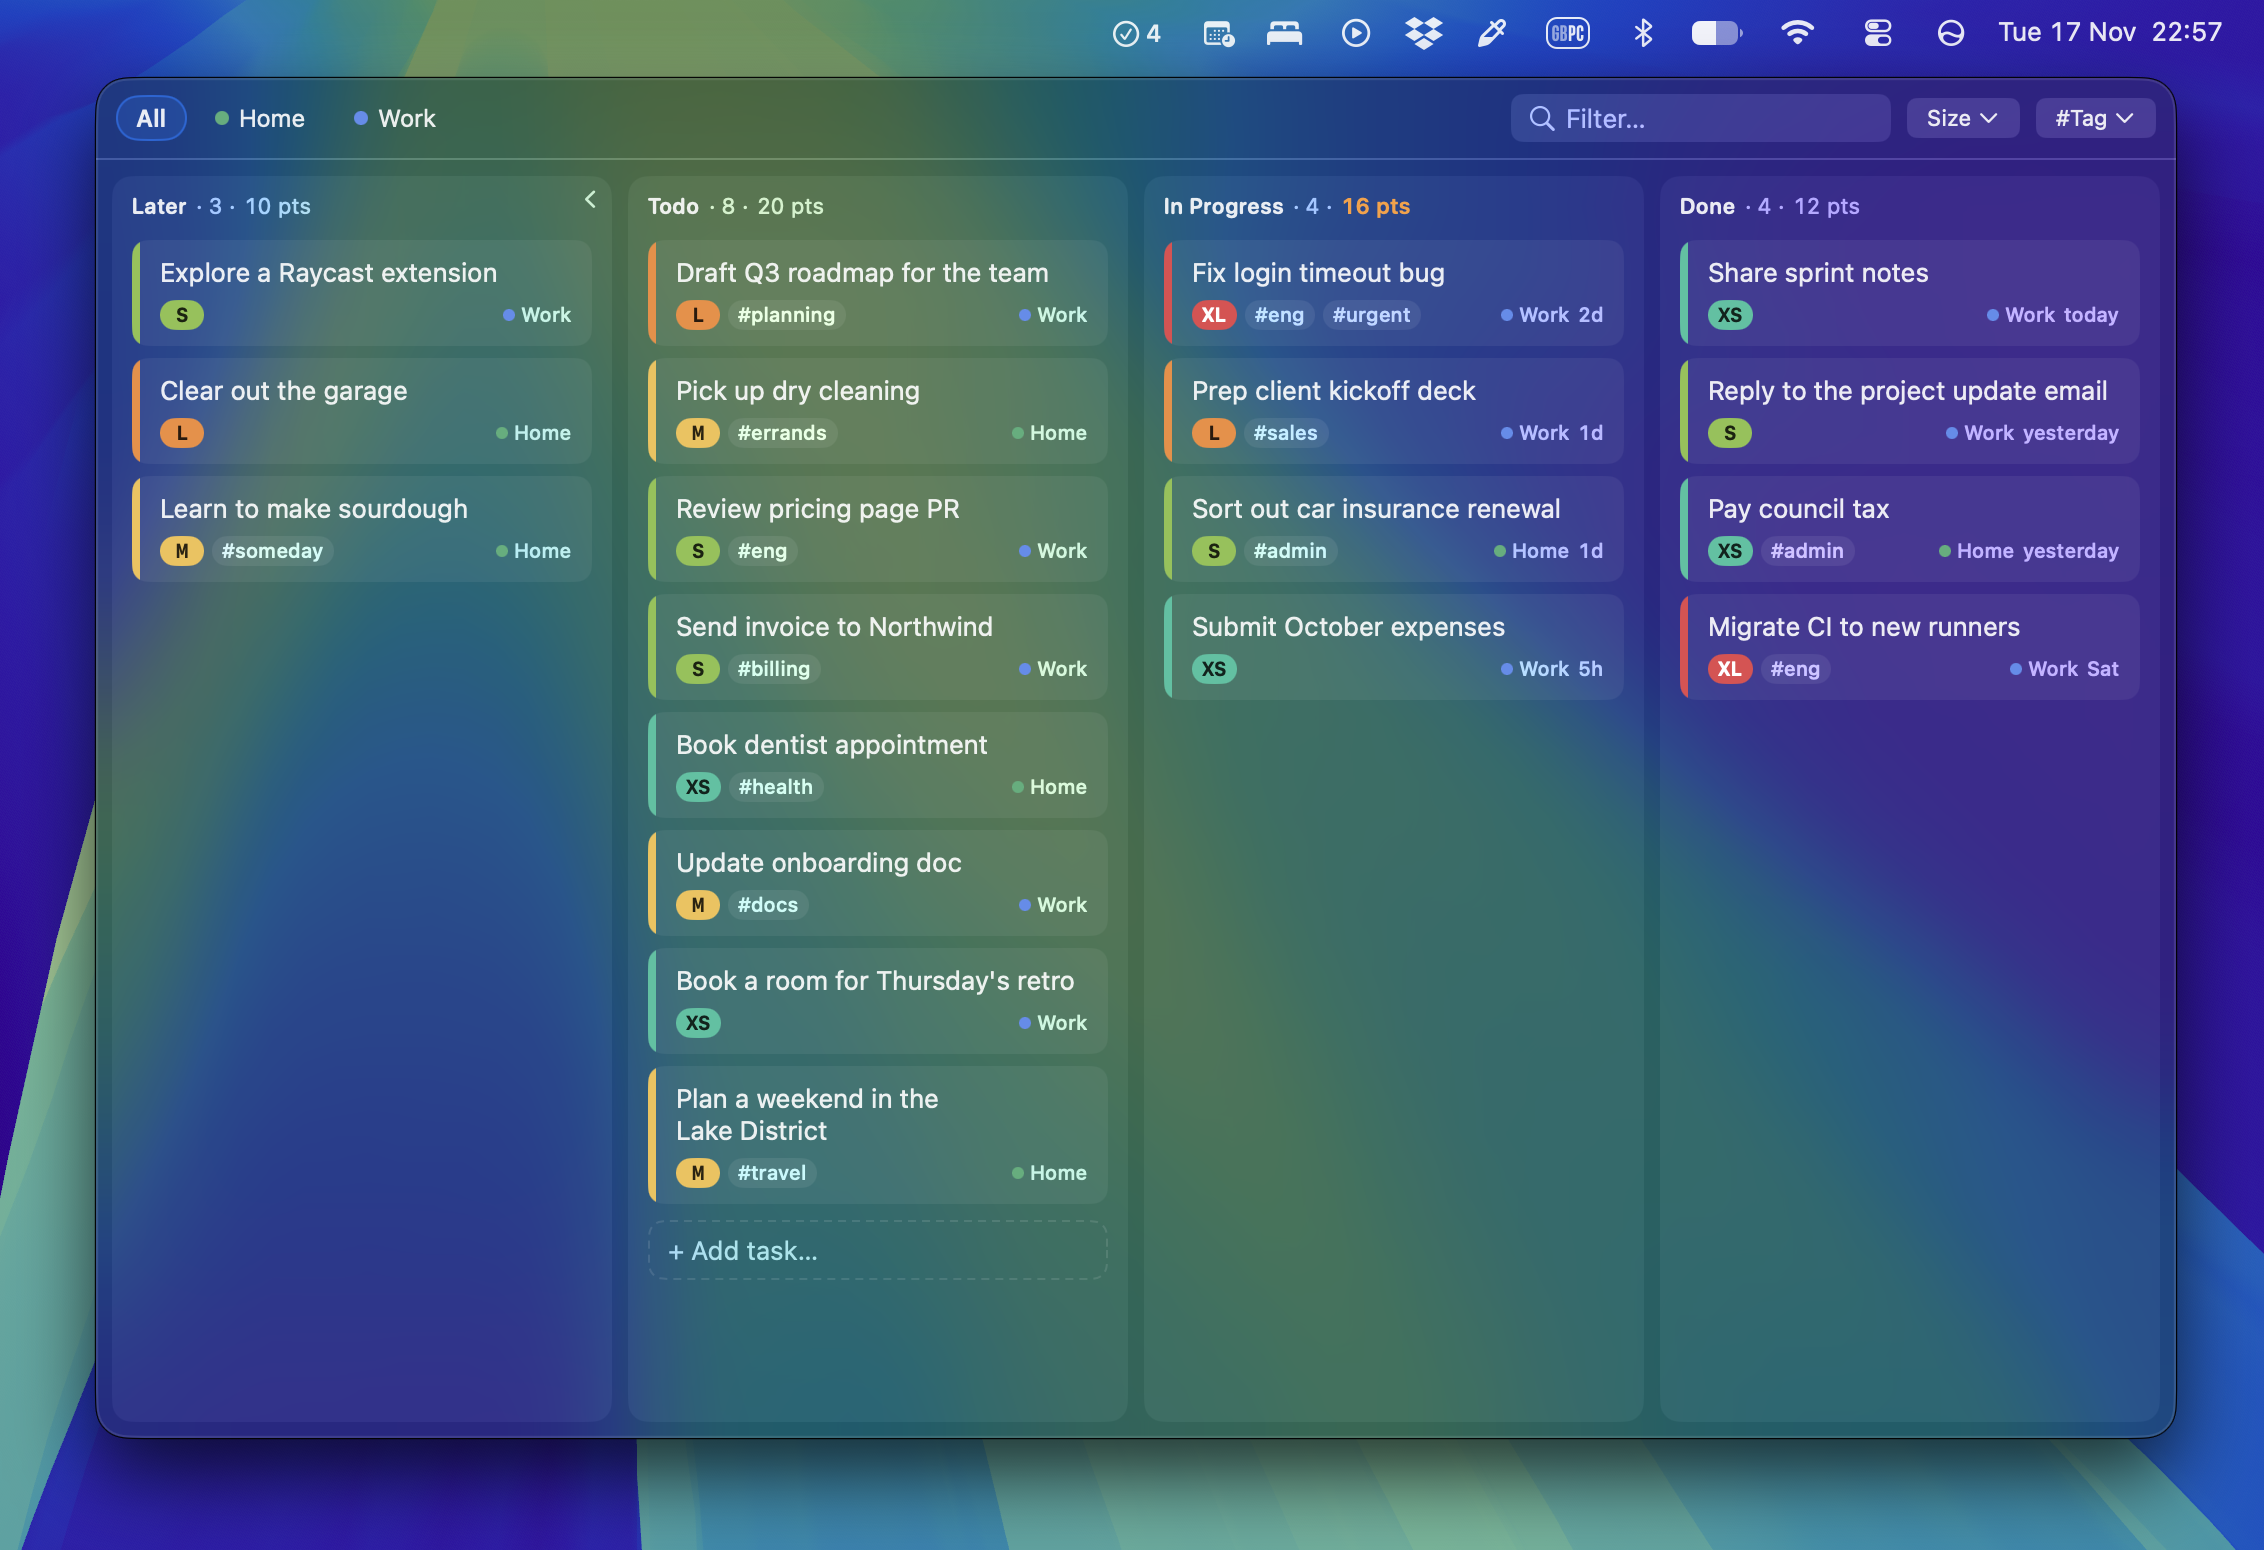 4
GBPC
Tue 17 Nov 22:57
All
Home
Work
Filter...
Size
#Tag
Later · 3 · 10 pts
Explore a Raycast extension
S
Work
Clear out the garage
L
Home
Learn to make sourdough
M #someday
Home
Todo · 8 · 20 pts
Draft Q3 roadmap for the team
L #planning
Work
Pick up dry cleaning
M #errands
Home
Review pricing page PR
S #eng
Work
Send invoice to Northwind
S #billing
Work
Book dentist appointment
XS #health
Home
Update onboarding doc
M #docs
Work
Book a room for Thursday's retro
XS
Work
Plan a weekend in the
Lake District
M #travel
Home
+ Add task...
In Progress · 4 · 16 pts
Fix login timeout bug
XL #eng #urgent
Work 2d
Prep client kickoff deck
L #sales
Work 1d
Sort out car insurance renewal
S #admin
Home 1d
Submit October expenses
XS
Work 5h
Done · 4 · 12 pts
Share sprint notes
XS
Work today
Reply to the project update email
S
Work yesterday
Pay council tax
XS #admin
Home yesterday
Migrate CI to new runners
XL #eng
Work Sat